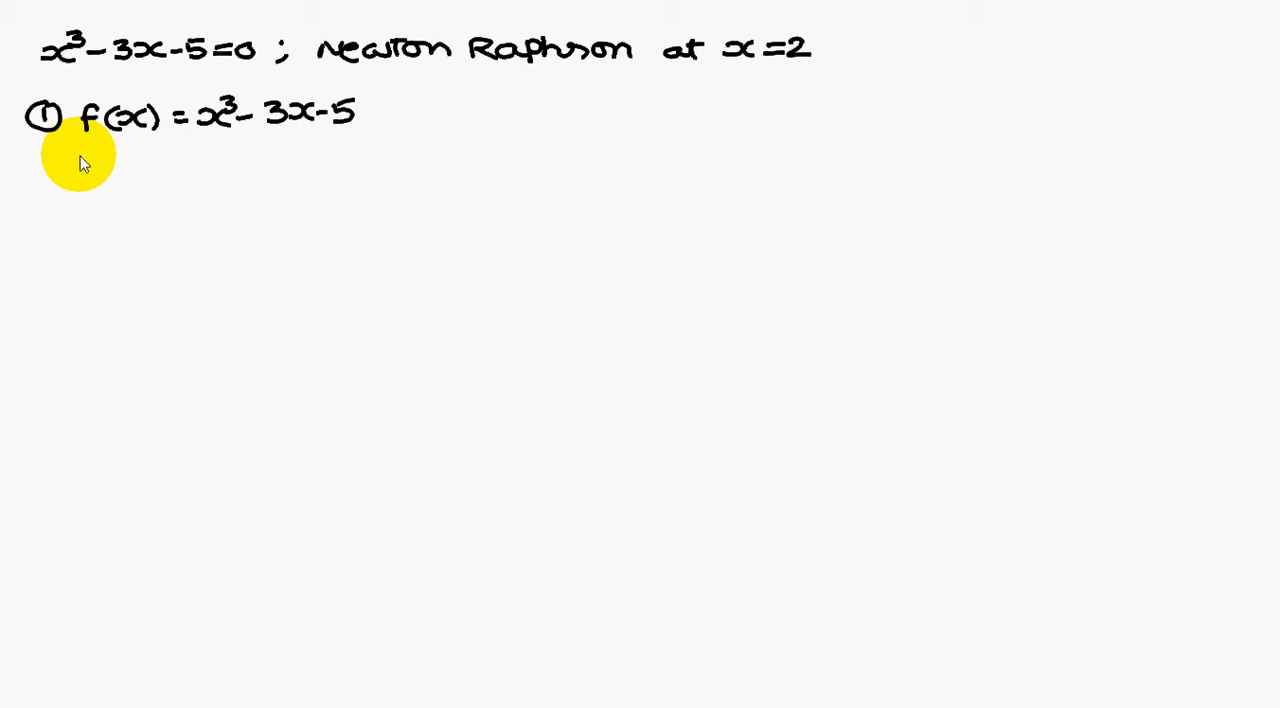 x³ - 3x - 5 = 0 ; Newton Raphson at x = 2
① f(x) = x³ - 3x - 5